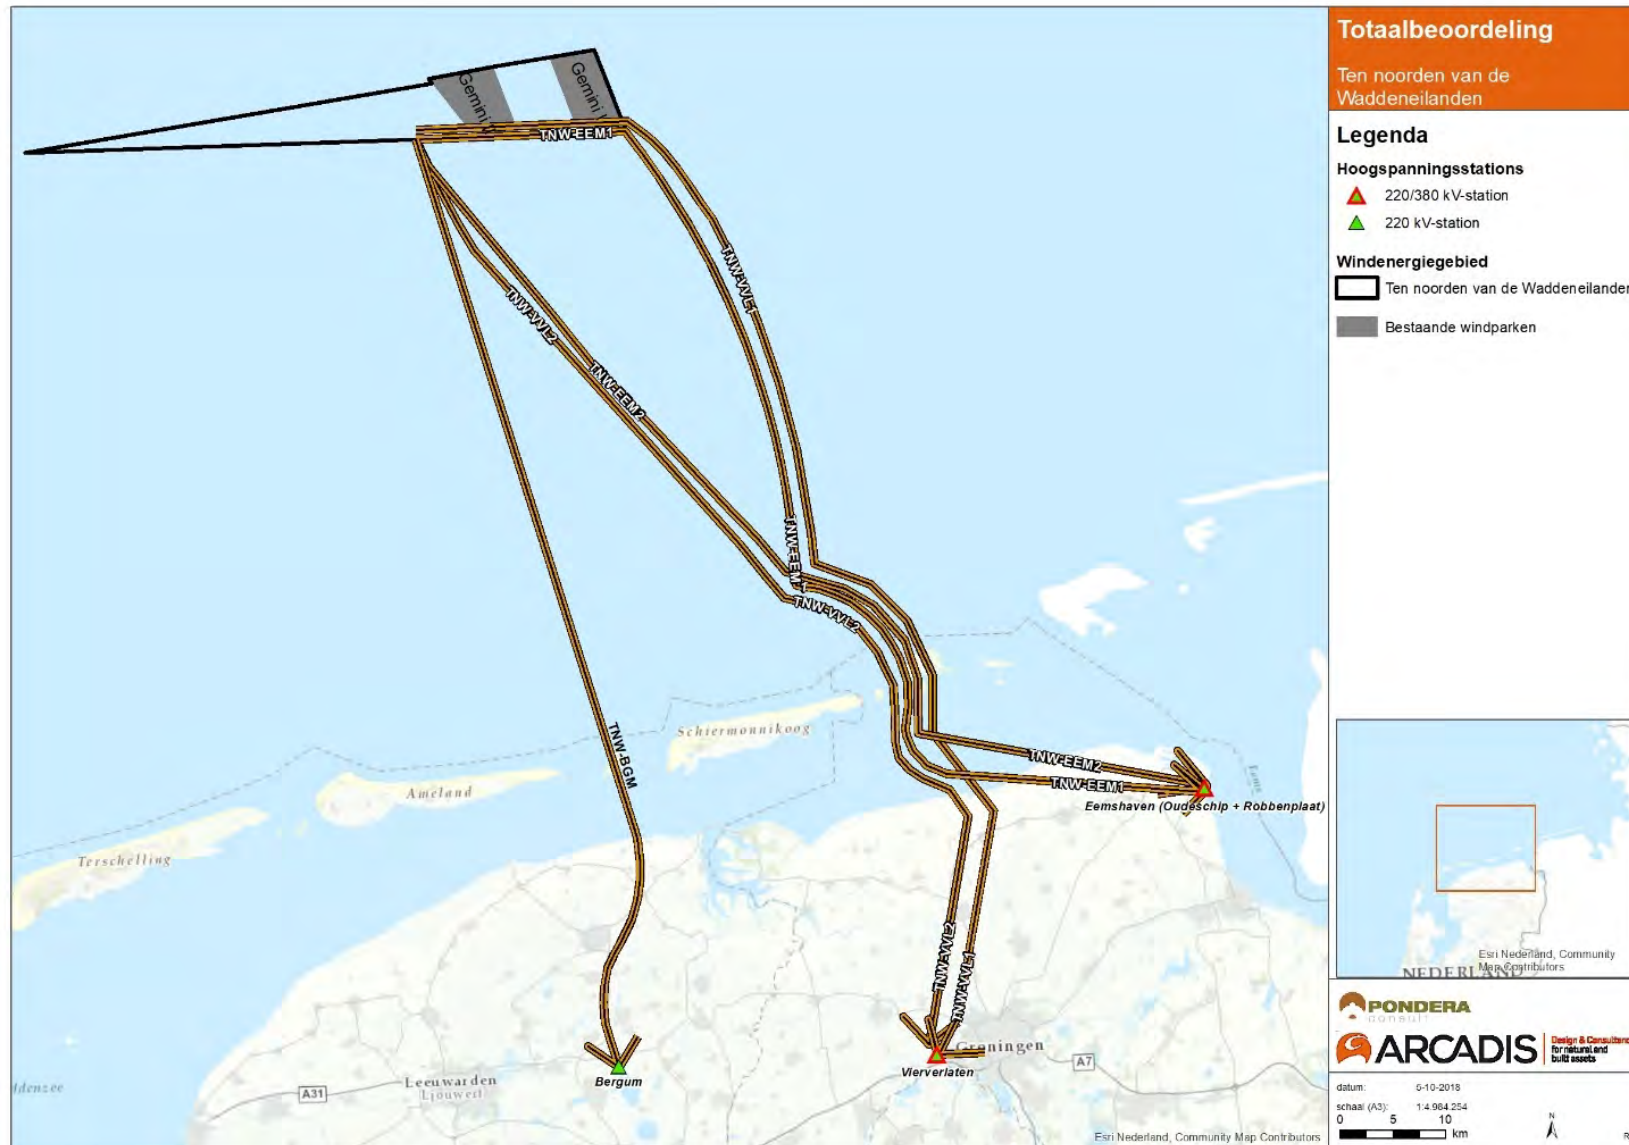 Totaalbeoordeling
Ten noorden van de
Waddeneilanden
Legenda
Hoogspanningsstations
220/380 kV-station
220 kV-station
Windenergiegebied
Ten noorden van de Waddeneilanden
Bestaande windparken
Gemini
Gemini
TNW-EEM1
TNW-VVL1
TNW-VVL2
TNW-EEM2
TNW-EEM1
TNW-VVL2
TNW-BGM
Schiermonnikoog
Ameland
Terschelling
TNW-EEM2
TNW-EEM1
Eems
Eemshaven (Oudeschip + Robbenplaat)
TNW-VVL2
TNW-VVL1
Groningen
Vierverlaten
A7
Bergum
Leeuwarden
Ljouwert
A31
ddenzee
Esri Nederland, Community Map Contributors
Esri Nederland, Community
Map Contributors
NEDERLAND
PONDERA
consult
ARCADIS
Design & Consultancy
for natural and
built assets
datum: 5-10-2018
schaal (A3): 1:4.984.254
0 5 10
km
N
R